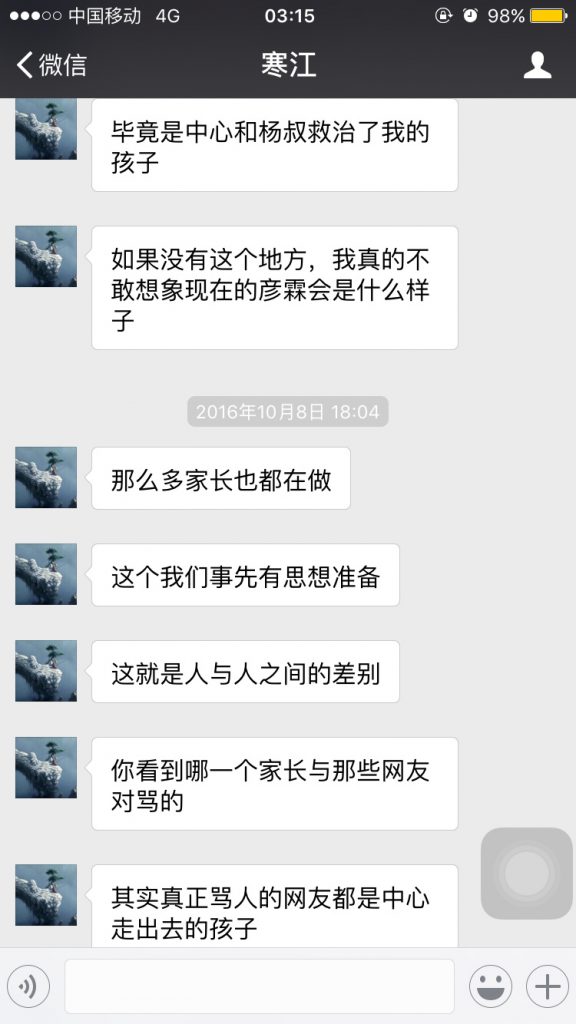 中国移动 4G 03:15 98%
微信 寒江
毕竟是中心和杨叔救治了我的
孩子
如果没有这个地方，我真的不
敢想象现在的彦霖会是什么样
子
2016年10月8日 18:04
那么多家长也都在做
这个我们事先有思想准备
这就是人与人之间的差别
你看到哪一个家长与那些网友
对骂的
其实真正骂人的网友都是中心
走出去的孩子